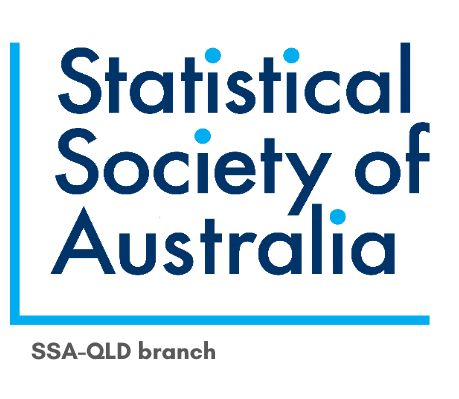 Statistical
Society of
Australia
SSA-QLD branch